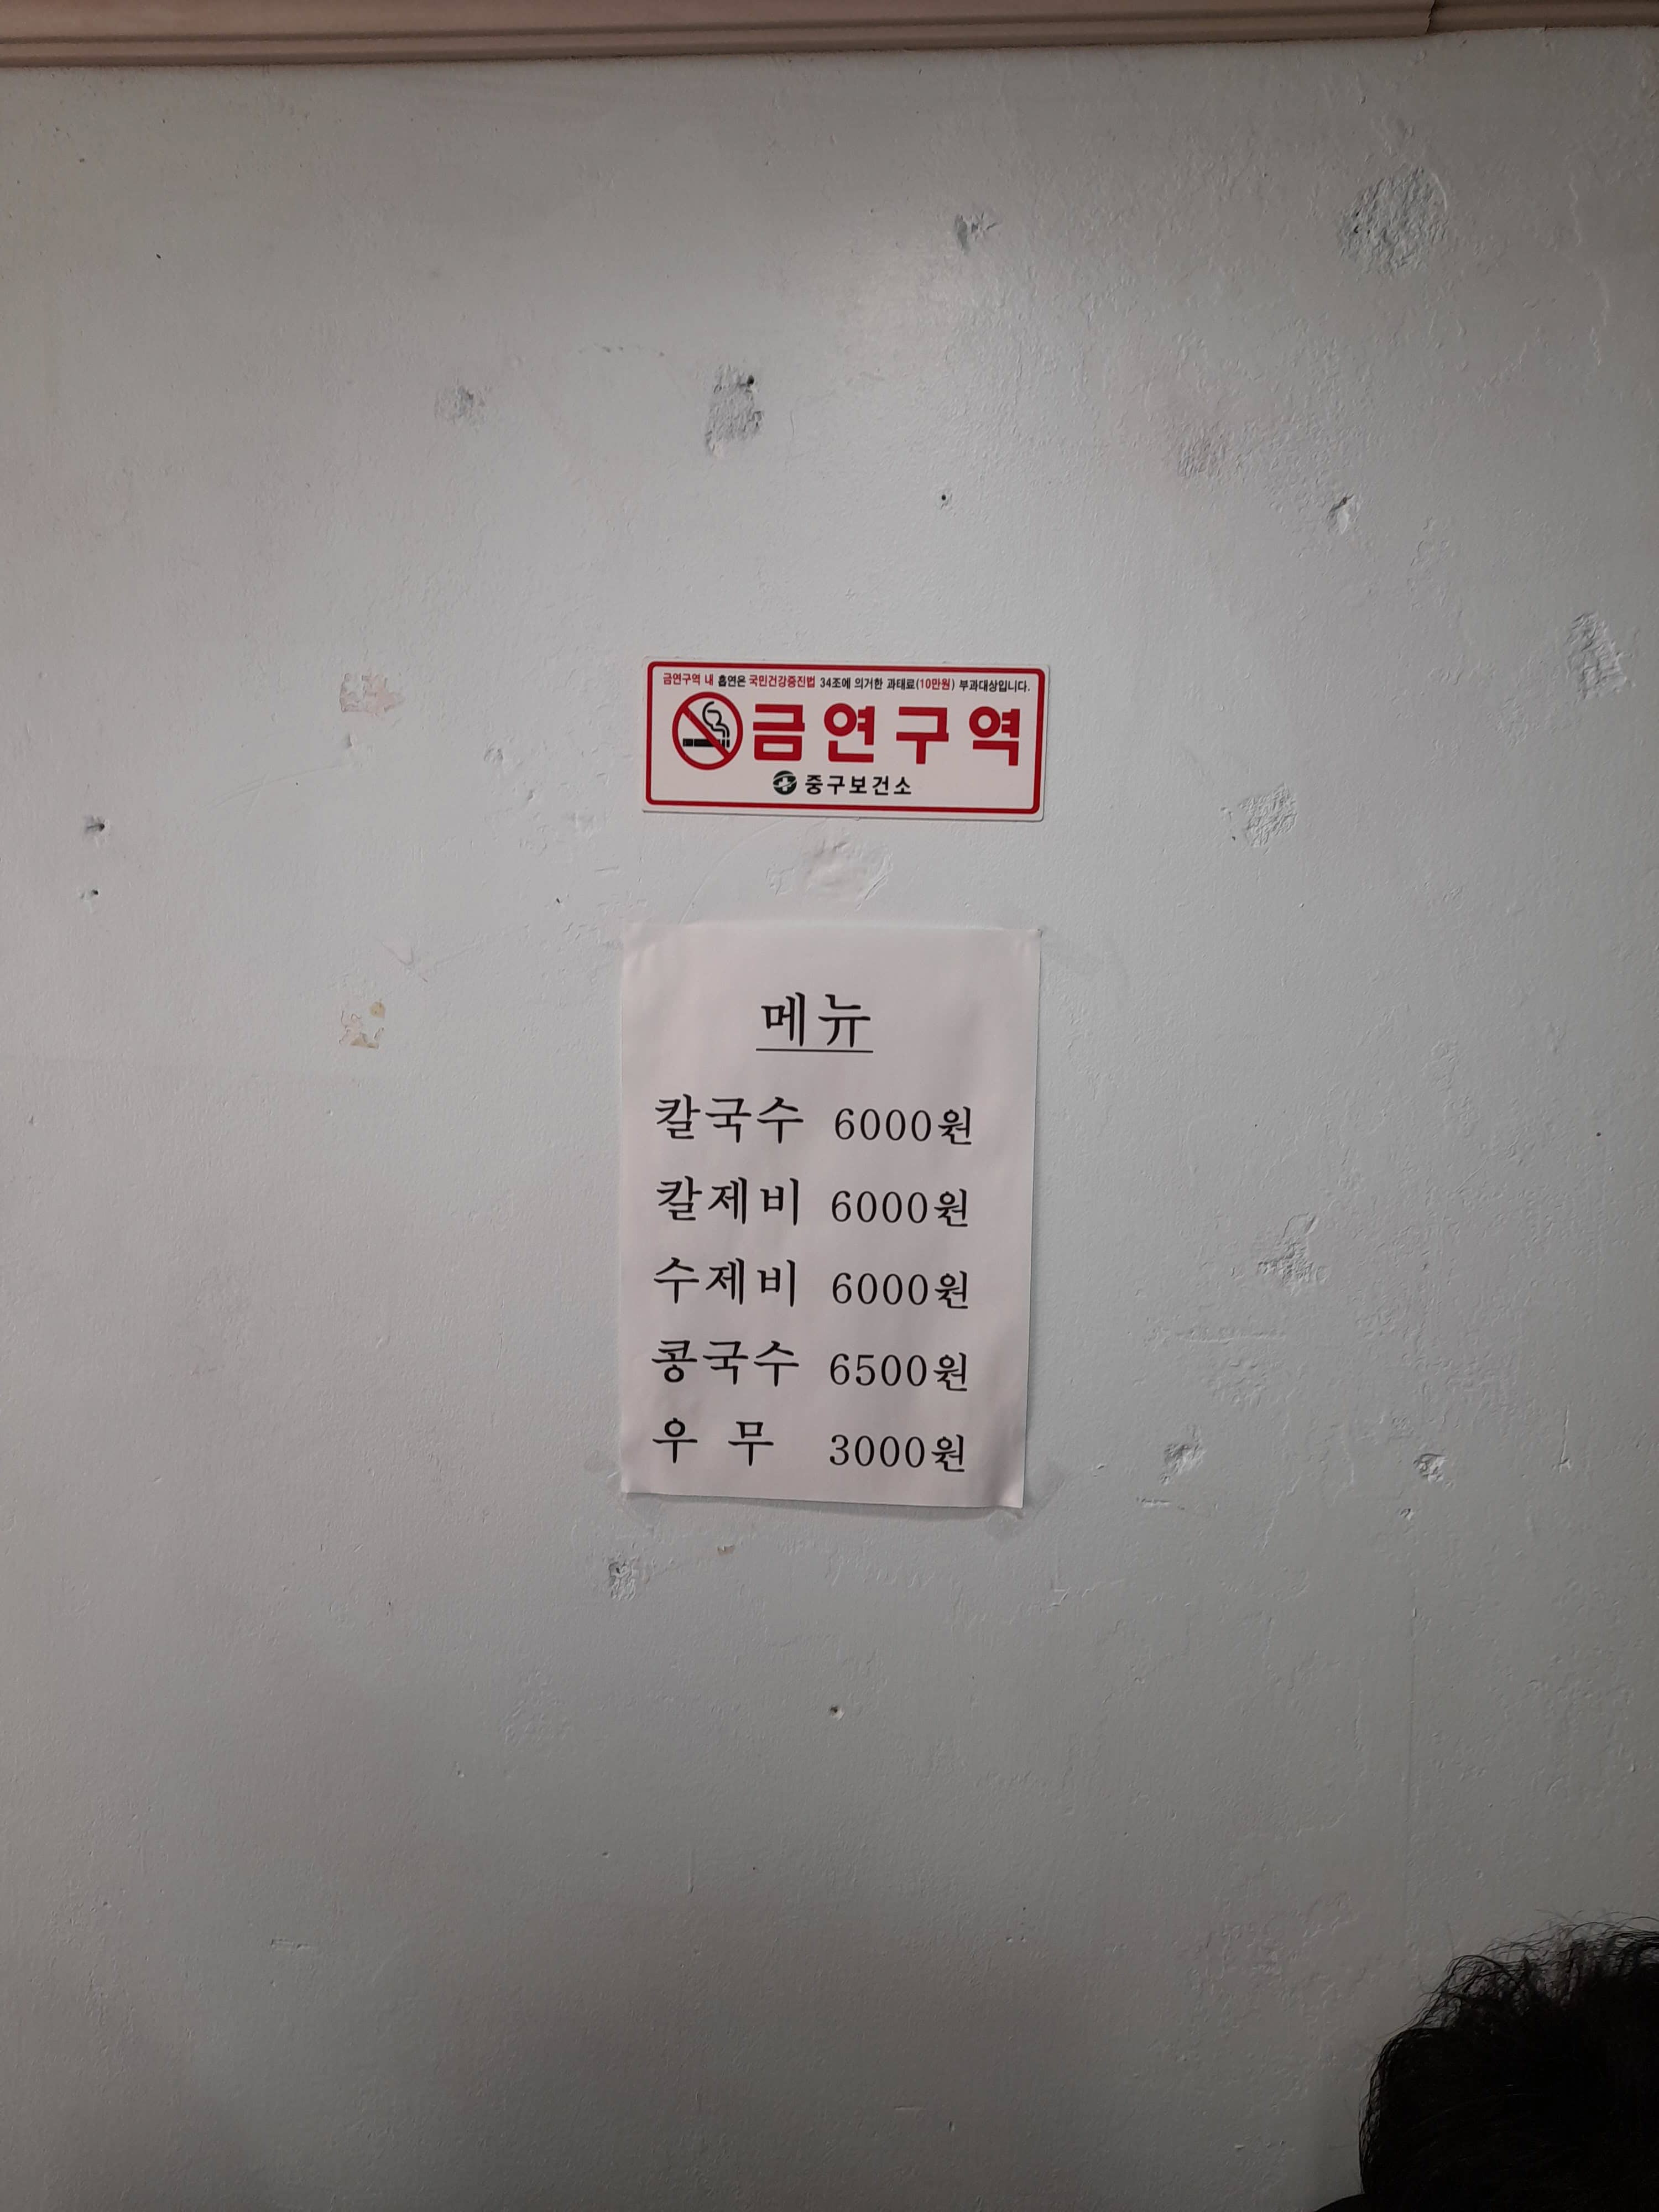 금연구역 내 흡연은 국민건강증진법 34조에 의거한 과태료(10만원) 부과대상입니다.
금연구역
중구보건소
메뉴
칼국수 6000원
칼제비 6000원
수제비 6000원
콩국수 6500원
우 무 3000원